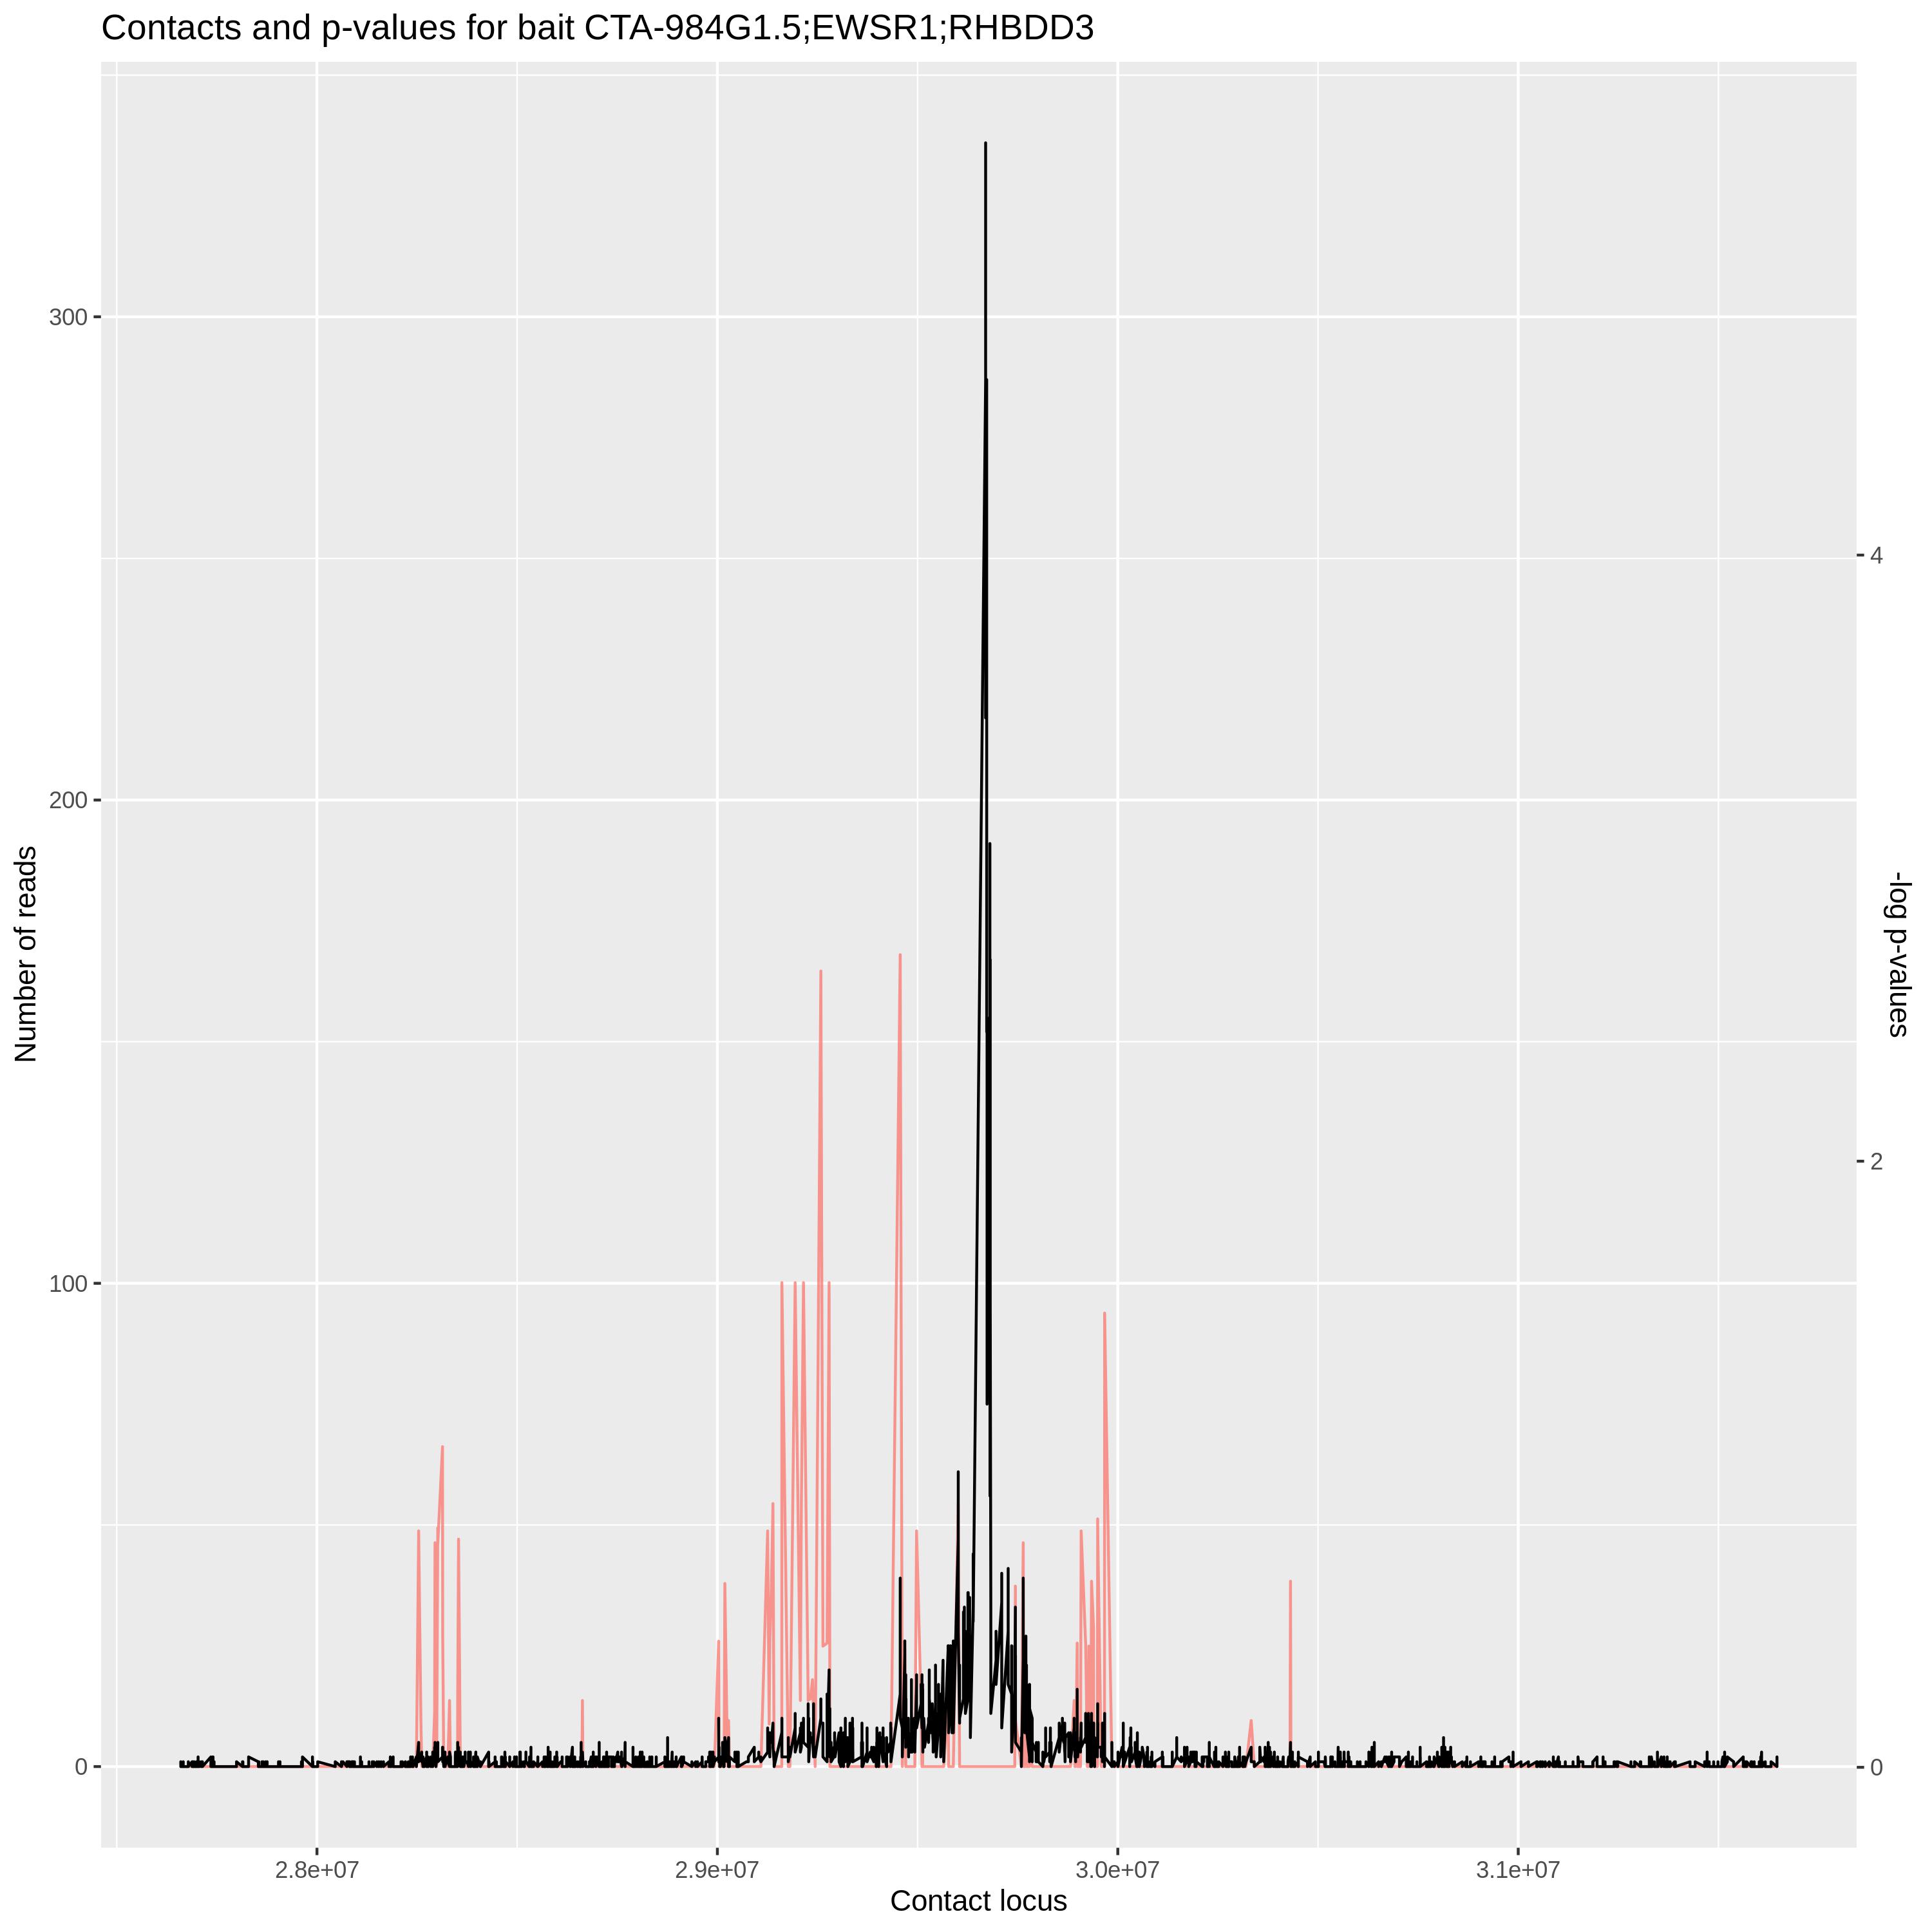 Contacts and p-values for bait CTA-984G1.5;EWSR1;RHBDD3
300
200
100
0
Number of reads
4
2
0
-log p-values
2.8e+07
2.9e+07
3.0e+07
3.1e+07
Contact locus